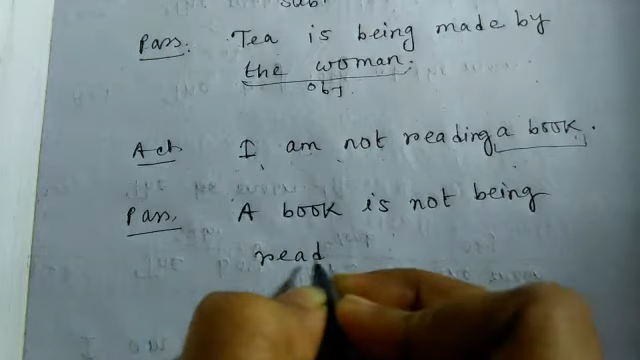 sub.
Pass. Tea is being made by
the woman.
obj.
Act. I am not reading a book.
Pass. A book is not being
read